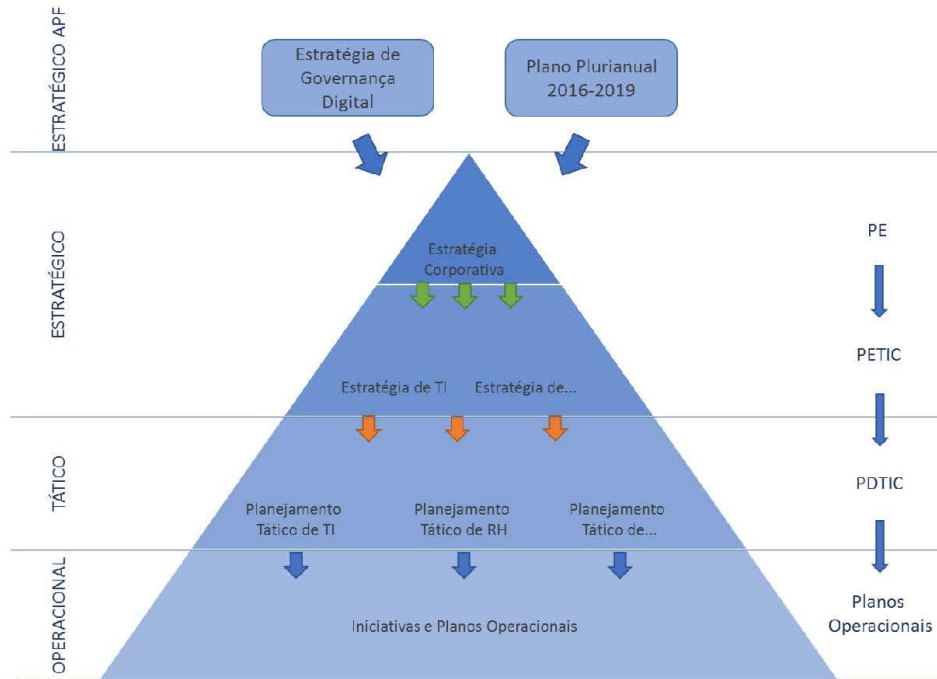 ESTRATÉGICO APF
Estratégia de
Governança
Digital
Plano Plurianual
2016-2019
ESTRATÉGICO
Estratégia
Corporativa
PE
Estratégia de TI
Estratégia de...
PETIC
TÁTICO
Planejamento
Tático de TI
Planejamento
Tático de RH
Planejamento
Tático de...
PDTIC
OPERACIONAL
Iniciativas e Planos Operacionais
Planos
Operacionais